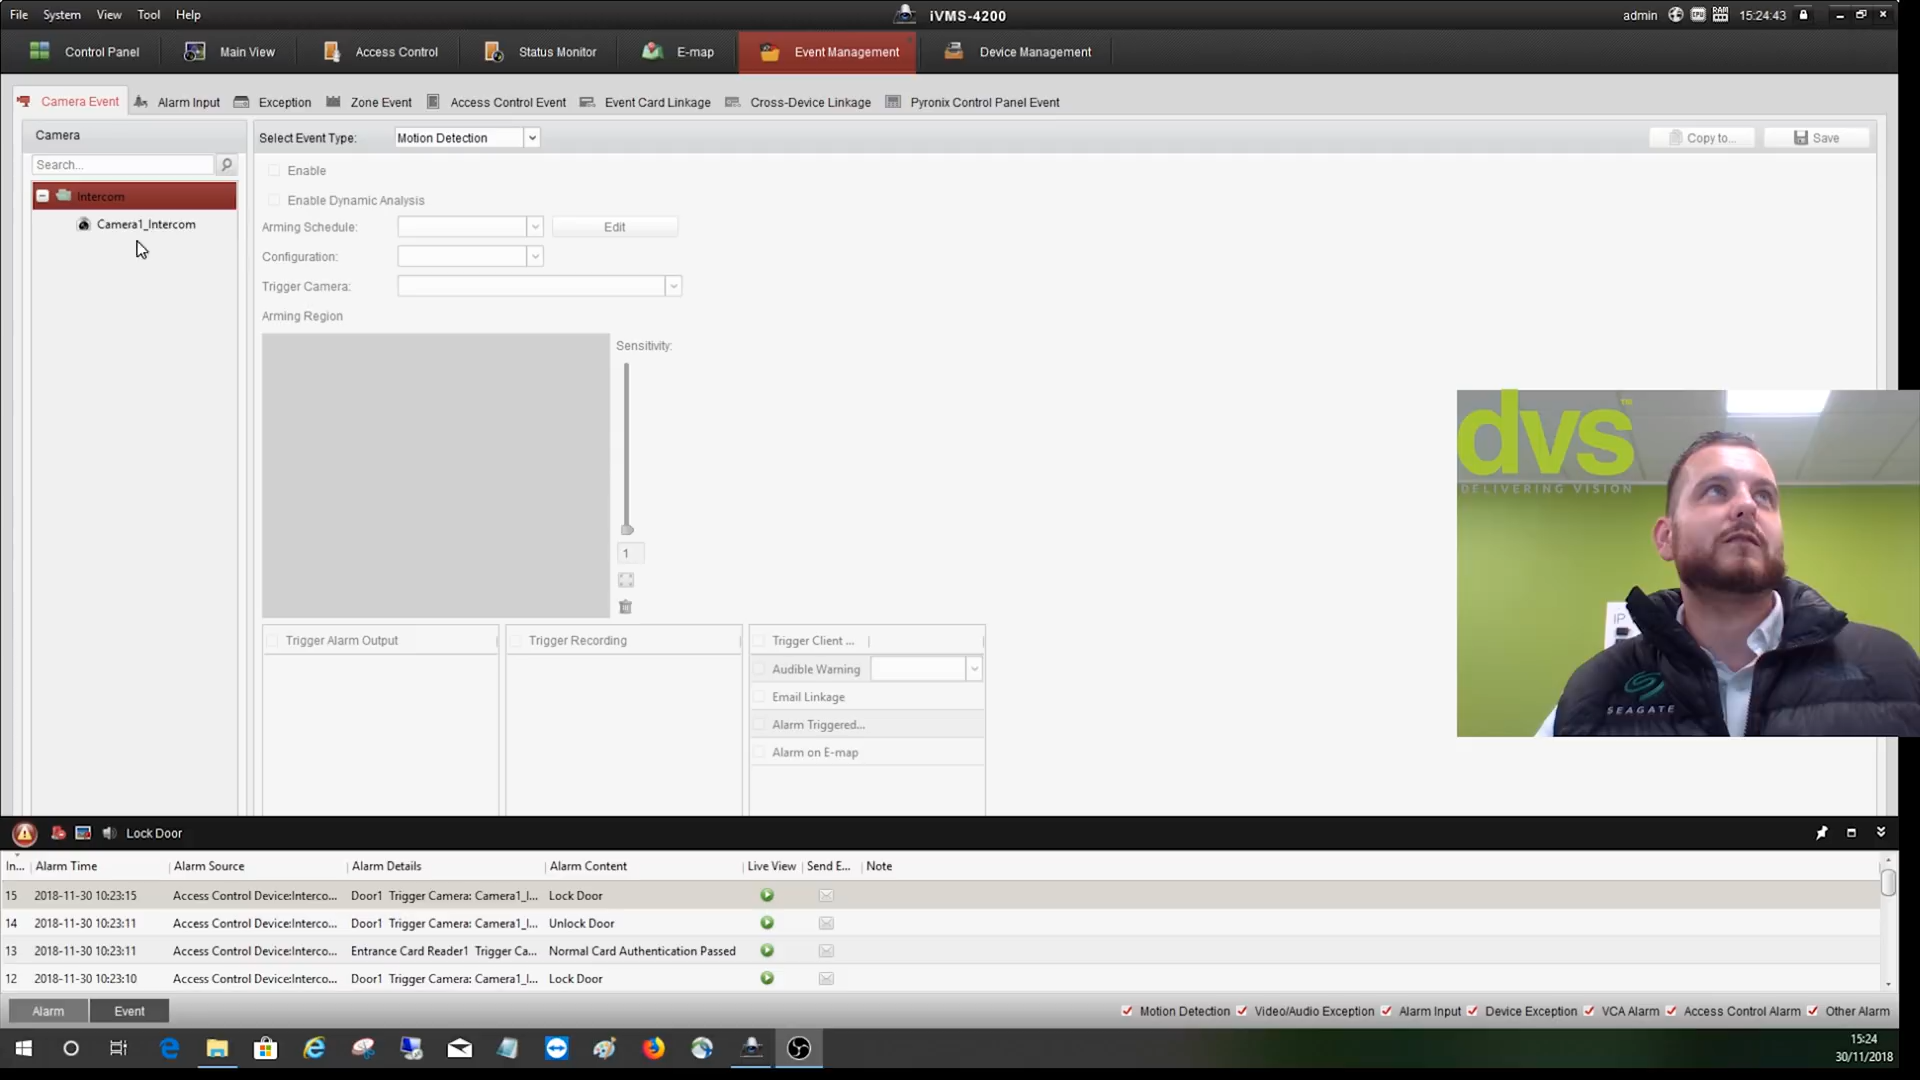 File System View Tool Help
iVMS-4200
admin 15:24:43
Control Panel Main View Access Control Status Monitor E-map Event Management Device Management
Camera Event Alarm Input Exception Zone Event Access Control Event Event Card Linkage Cross-Device Linkage Pyronix Control Panel Event
Camera
Search...
Intercom
Camera1_Intercom
Select Event Type: Motion Detection
Copy to... Save
Enable
Enable Dynamic Analysis
Arming Schedule: Edit
Configuration:
Trigger Camera:
Arming Region
Sensitivity:
1
Trigger Alarm Output Trigger Recording Trigger Client ...
Audible Warning
Email Linkage
Alarm Triggered...
Alarm on E-map
dvs™
DELIVERING VISION
IP
SEAGATE
Lock Door
In... Alarm Time Alarm Source Alarm Details Alarm Content Live View Send E... Note
15 2018-11-30 10:23:15 Access Control Device:Interco... Door1 Trigger Camera: Camera1_I... Lock Door
14 2018-11-30 10:23:11 Access Control Device:Interco... Door1 Trigger Camera: Camera1_I... Unlock Door
13 2018-11-30 10:23:11 Access Control Device:Interco... Entrance Card Reader1 Trigger Ca... Normal Card Authentication Passed
12 2018-11-30 10:23:10 Access Control Device:Interco... Door1 Trigger Camera: Camera1_I... Lock Door
Alarm Event
Motion Detection Video/Audio Exception Alarm Input Device Exception VCA Alarm Access Control Alarm Other Alarm
15:24
30/11/2018